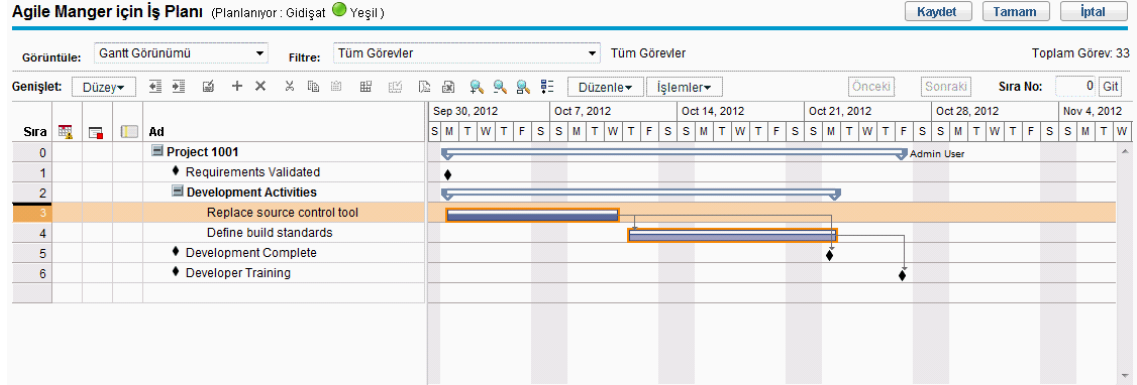 Agile Manger için İş Planı (Planlanıyor : Gidişat Yeşil ) Kaydet Tamam İptal
Görüntüle: Gantt Görünümü Filtre: Tüm Görevler Tüm Görevler Toplam Görev: 33
Genişlet: Düzey Düzenle İşlemler Önceki Sonraki Sıra No: 0 Git
Sep 30, 2012 Oct 7, 2012 Oct 14, 2012 Oct 21, 2012 Oct 28, 2012 Nov 4, 2012
Sıra Ad S M T W T F S S M T W T F S S M T W T F S S M T W T F S S M T W T F S S M T W
0 Project 1001 Admin User
1 Requirements Validated
2 Development Activities
3 Replace source control tool
4 Define build standards
5 Development Complete
6 Developer Training